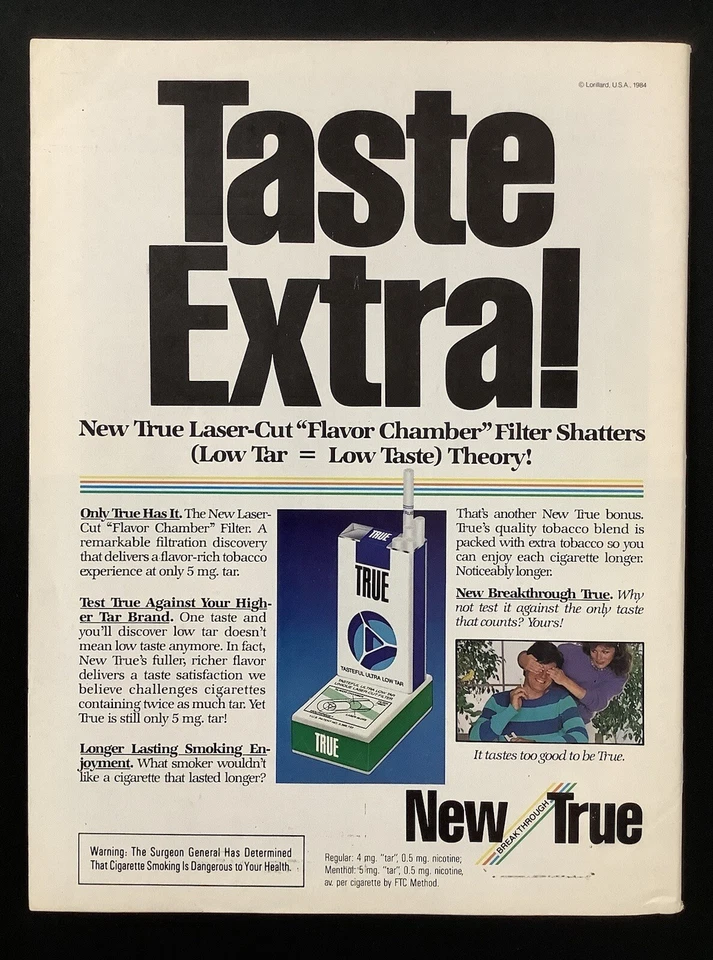 © Lorillard, U.S.A., 1984
Taste
Extra!
New True Laser-Cut “Flavor Chamber” Filter Shatters
(Low Tar = Low Taste) Theory!
Only True Has It. The New Laser-
Cut “Flavor Chamber” Filter. A
remarkable filtration discovery
that delivers a flavor-rich tobacco
experience at only 5 mg. tar.
Test True Against Your High-
er Tar Brand. One taste and
you’ll discover low tar doesn’t
mean low taste anymore. In fact,
New True’s fuller, richer flavor
delivers a taste satisfaction we
believe challenges cigarettes
containing twice as much tar. Yet
True is still only 5 mg. tar!
Longer Lasting Smoking En-
joyment. What smoker wouldn’t
like a cigarette that lasted longer?
TRUE
TRUE
TASTEFUL ULTRA LOW TAR
TASTEFUL ULTRA LOW TAR
UNIQUE LASER-CUT FILTER
TRUE
That’s another New True bonus.
True’s quality tobacco blend is
packed with extra tobacco so you
can enjoy each cigarette longer.
Noticeably longer.
New Breakthrough True. Why
not test it against the only taste
that counts? Yours!
It tastes too good to be True.
New BREAKTHROUGH True
Warning: The Surgeon General Has Determined
That Cigarette Smoking Is Dangerous to Your Health.
Regular: 4 mg. “tar”, 0.5 mg. nicotine;
Menthol: 5 mg. “tar”, 0.5 mg. nicotine,
av. per cigarette by FTC Method.